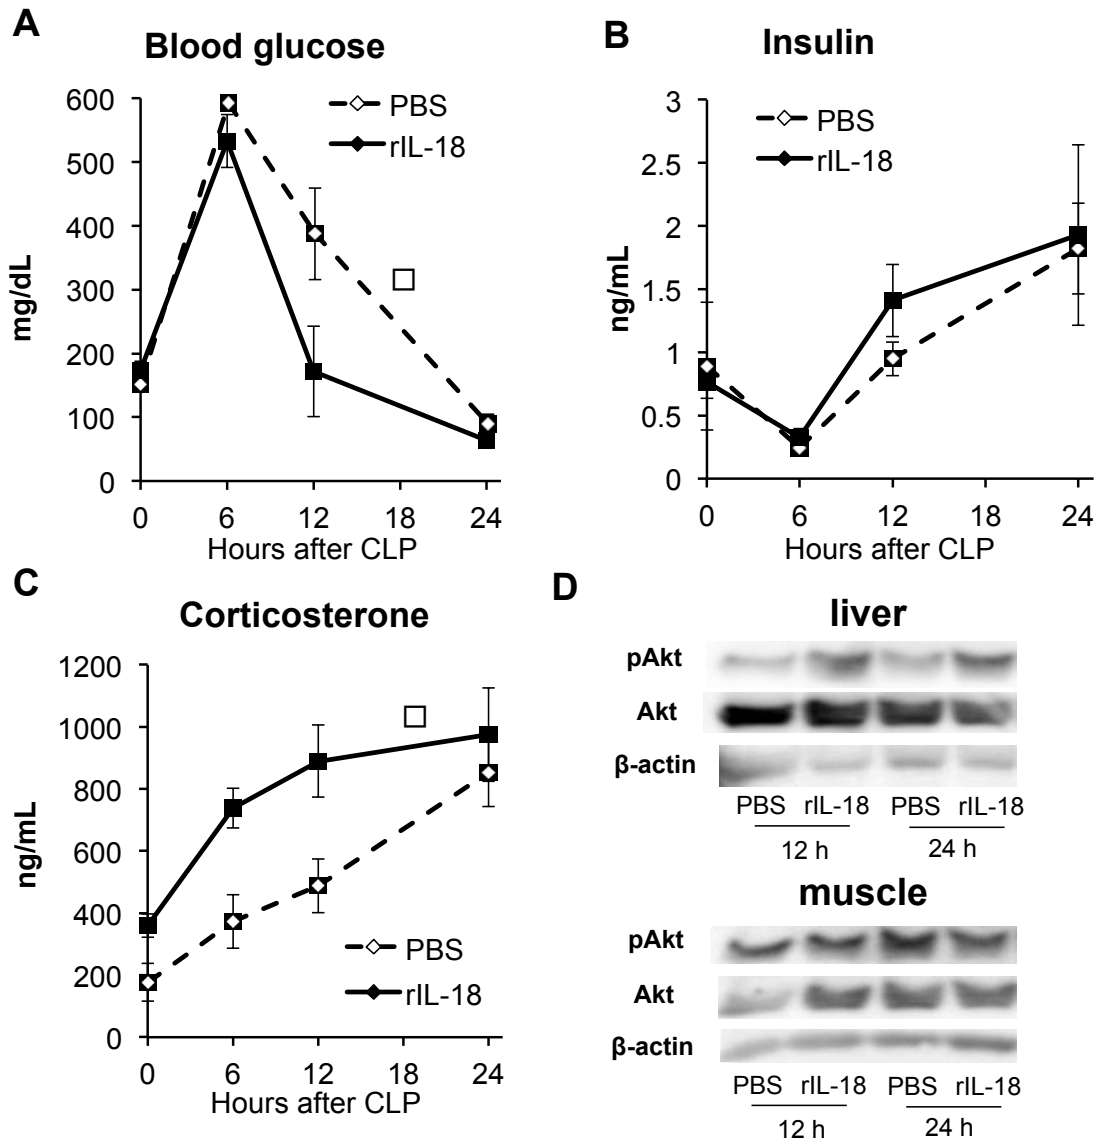 A
Blood glucose
PBS
rIL-18
600
500
400
300
200
100
0
mg/dL
0 6 12 18 24
Hours after CLP
B
Insulin
PBS
rIL-18
3
2.5
2
1.5
1
0.5
0
ng/mL
0 6 12 18 24
Hours after CLP
C
Corticosterone
1200
1000
800
600
400
200
0
ng/mL
PBS
rIL-18
0 6 12 18 24
Hours after CLP
D
liver
pAkt
Akt
β-actin
PBS rIL-18 PBS rIL-18
12 h 24 h
muscle
pAkt
Akt
β-actin
PBS rIL-18 PBS rIL-18
12 h 24 h